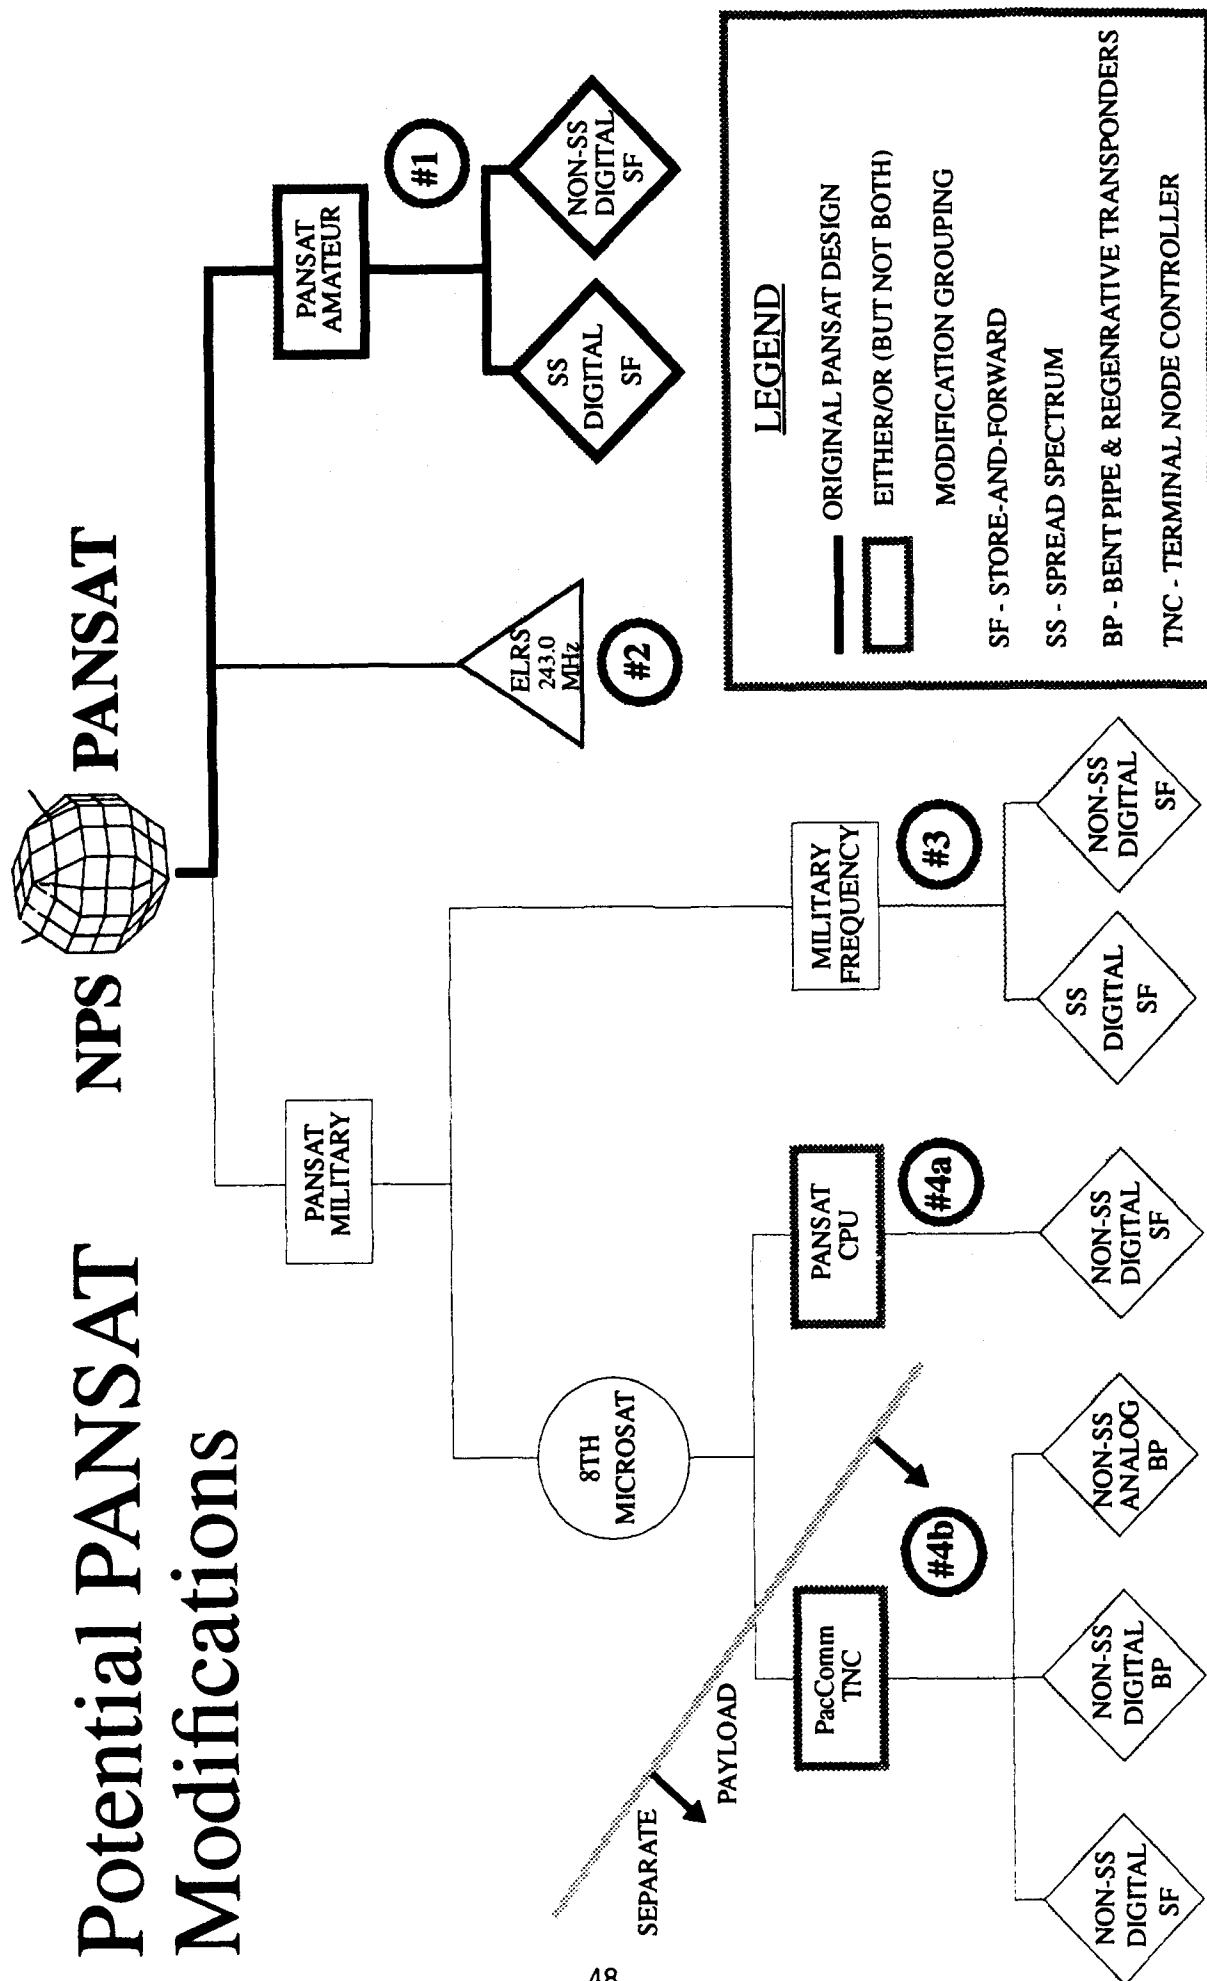 Potential PANSAT
Modifications
NPS PANSAT
PANSAT
MILITARY
PANSAT
AMATEUR
#1
SS
DIGITAL
SF
NON-SS
DIGITAL
SF
ELRS
243.0
MHz
#2
8TH
MICROSAT
MILITARY
FREQUENCY
#3
SS
DIGITAL
SF
NON-SS
DIGITAL
SF
SEPARATE
PAYLOAD
PacComm
TNC
#4b
PANSAT
CPU
#4a
NON-SS
DIGITAL
SF
NON-SS
DIGITAL
BP
NON-SS
ANALOG
BP
NON-SS
DIGITAL
SF
LEGEND
ORIGINAL PANSAT DESIGN
EITHER/OR (BUT NOT BOTH)
MODIFICATION GROUPING
SF - STORE-AND-FORWARD
SS - SPREAD SPECTRUM
BP - BENT PIPE & REGENRATIVE TRANSPONDERS
TNC - TERMINAL NODE CONTROLLER
48